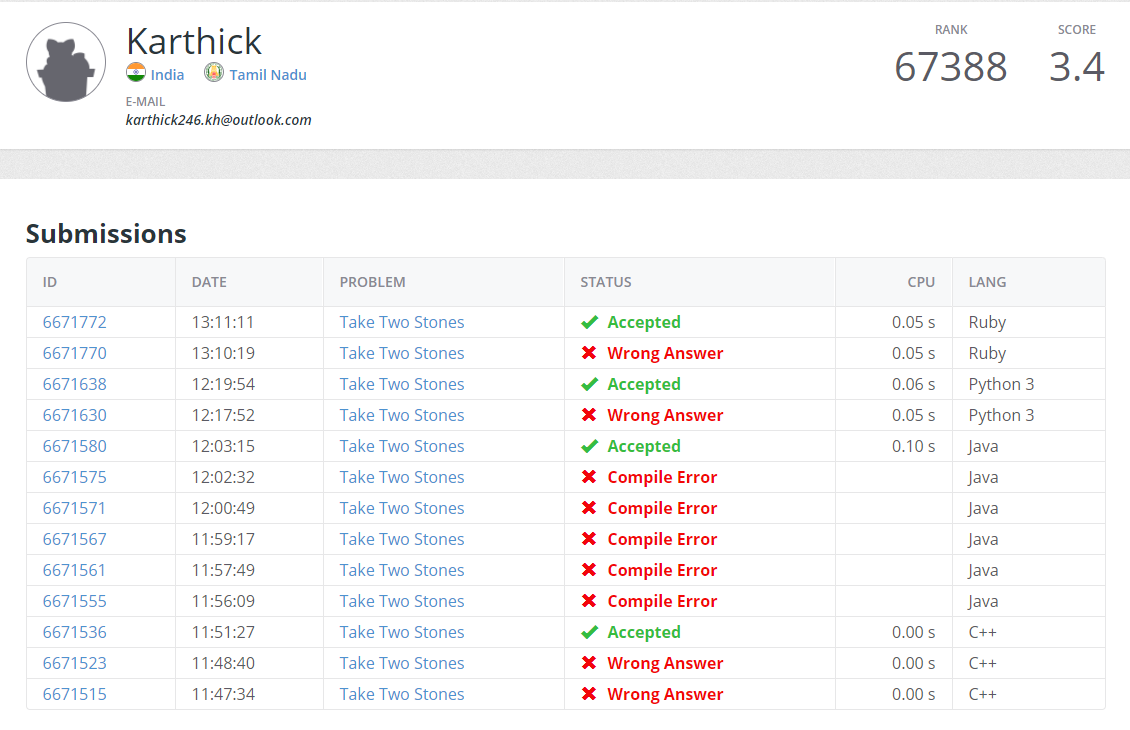 Karthick
India Tamil Nadu
E-MAIL
karthick246.kh@outlook.com
RANK
67388
SCORE
3.4
Submissions
ID DATE PROBLEM STATUS CPU LANG
6671772 13:11:11 Take Two Stones Accepted 0.05 s Ruby
6671770 13:10:19 Take Two Stones Wrong Answer 0.05 s Ruby
6671638 12:19:54 Take Two Stones Accepted 0.06 s Python 3
6671630 12:17:52 Take Two Stones Wrong Answer 0.05 s Python 3
6671580 12:03:15 Take Two Stones Accepted 0.10 s Java
6671575 12:02:32 Take Two Stones Compile Error Java
6671571 12:00:49 Take Two Stones Compile Error Java
6671567 11:59:17 Take Two Stones Compile Error Java
6671561 11:57:49 Take Two Stones Compile Error Java
6671555 11:56:09 Take Two Stones Compile Error Java
6671536 11:51:27 Take Two Stones Accepted 0.00 s C++
6671523 11:48:40 Take Two Stones Wrong Answer 0.00 s C++
6671515 11:47:34 Take Two Stones Wrong Answer 0.00 s C++